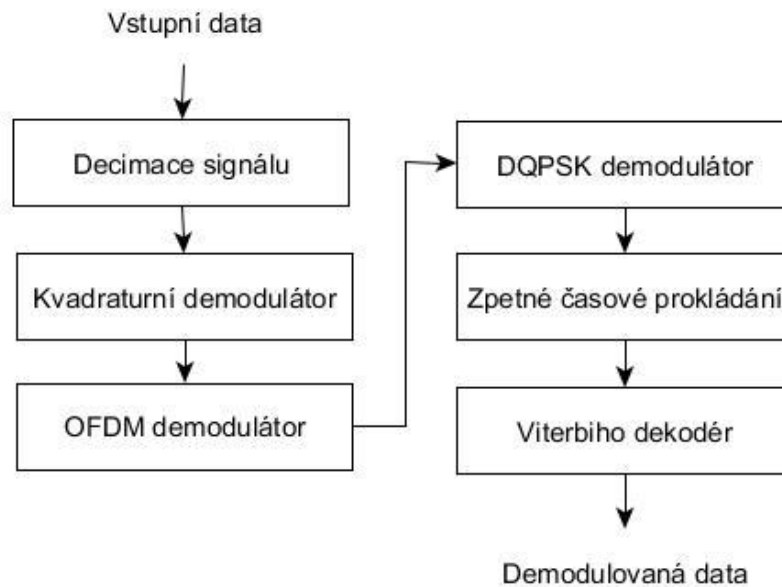 Vstupní data
Decimace signálu
Kvadraturní demodulátor
OFDM demodulátor
DQPSK demodulátor
Zpetné časové prokládání
Viterbiho dekodér
Demodulovaná data